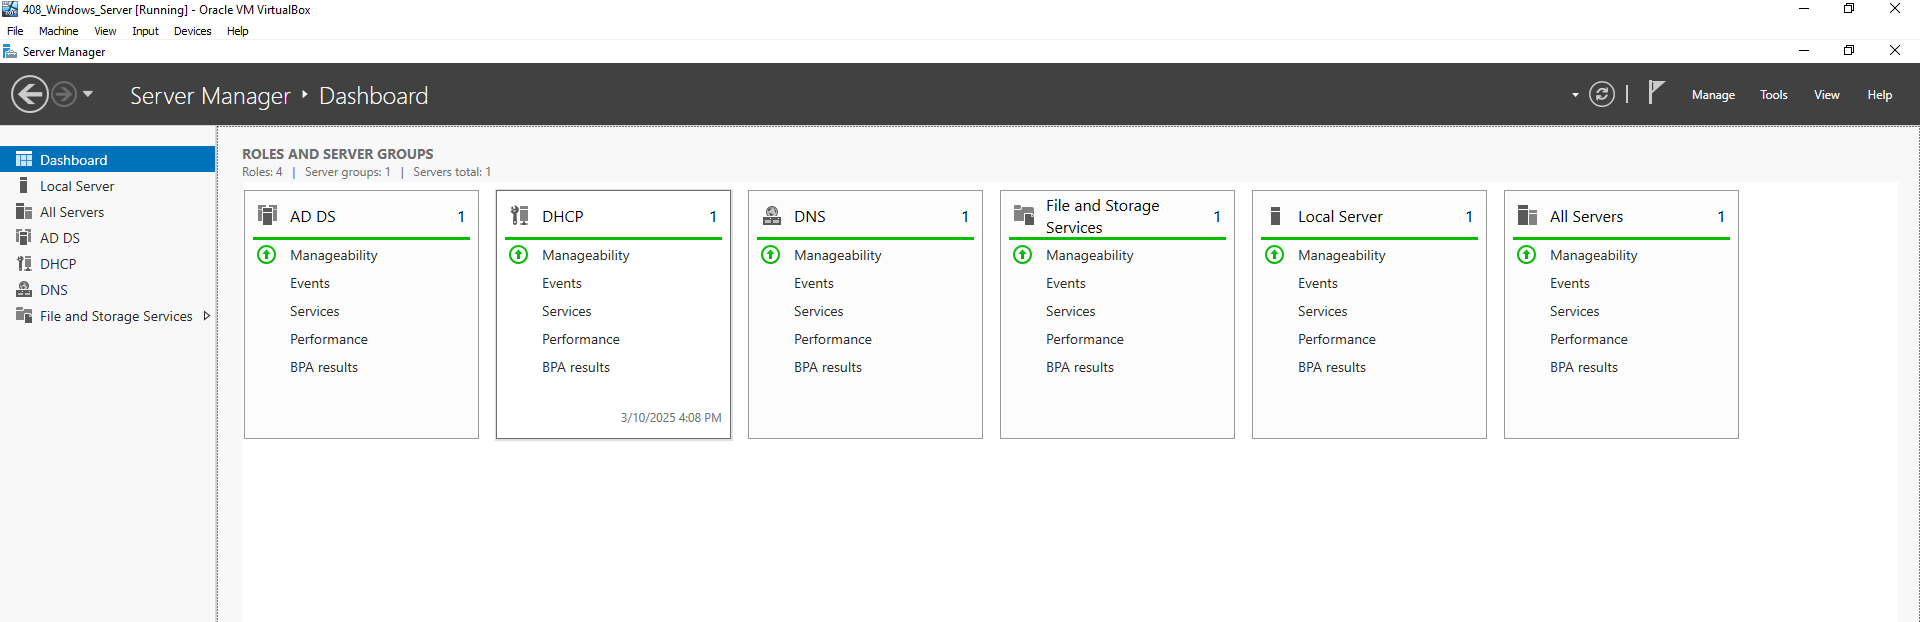 408_Windows_Server [Running] - Oracle VM VirtualBox
File Machine View Input Devices Help
Server Manager
Server Manager ‣ Dashboard
Manage Tools View Help
Dashboard
Local Server
All Servers
AD DS
DHCP
DNS
File and Storage Services
ROLES AND SERVER GROUPS
Roles: 4 | Server groups: 1 | Servers total: 1
AD DS 1
Manageability
Events
Services
Performance
BPA results
DHCP 1
Manageability
Events
Services
Performance
BPA results
3/10/2025 4:08 PM
DNS 1
Manageability
Events
Services
Performance
BPA results
File and Storage
Services 1
Manageability
Events
Services
Performance
BPA results
Local Server 1
Manageability
Events
Services
Performance
BPA results
All Servers 1
Manageability
Events
Services
Performance
BPA results